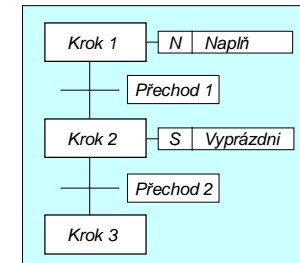 Krok 1 N Naplň
Přechod 1
Krok 2 S Vyprázdni
Přechod 2
Krok 3